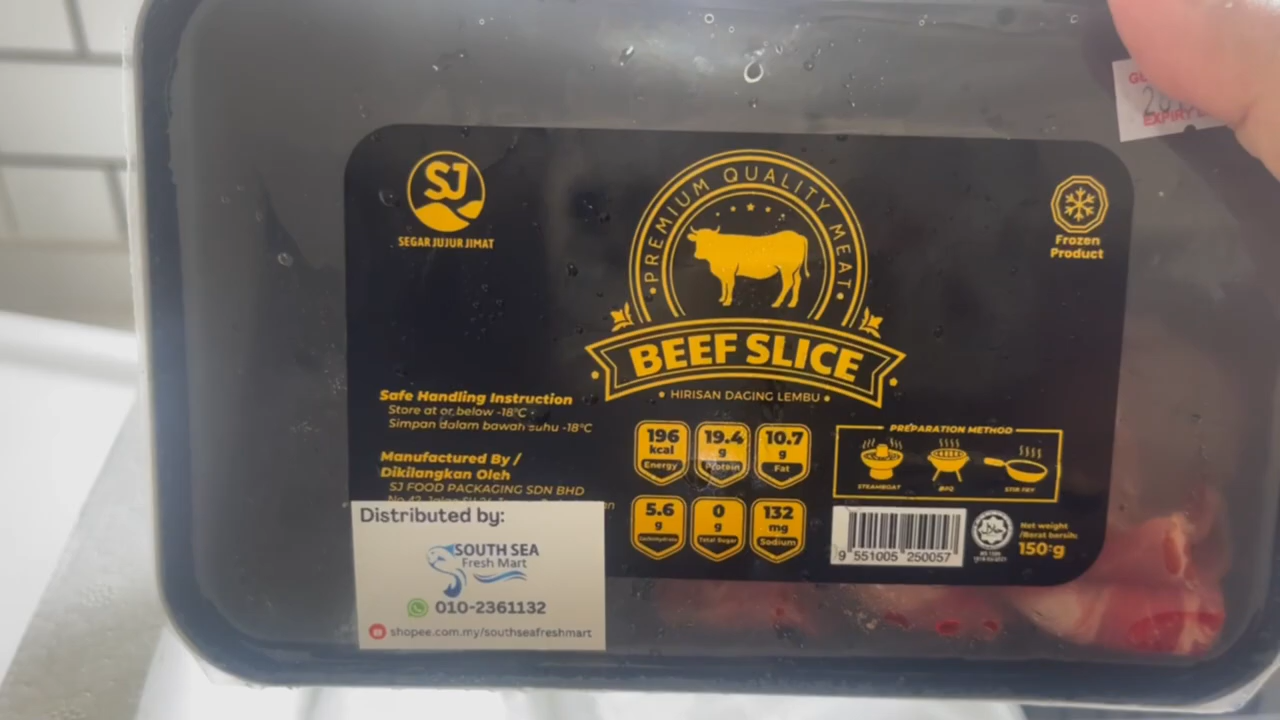 SJ
SEGAR JUJUR JIMAT
PREMIUM QUALITY MEAT
BEEF SLICE
HIRISAN DAGING LEMBU
Frozen
Product
EXPIRY
Safe Handling Instruction
Store at or below -18°C
Simpan dalam bawah suhu -18°C
Manufactured By /
Dikilangkan Oleh
SJ FOOD PACKAGING SDN BHD
Distributed by:
SOUTH SEA
Fresh Mart
010-2361132
shopee.com.my/southseafreshmart
196
kcal
Energy
19.4
g
Protein
10.7
g
Fat
5.6
g
Carbohydrate
0
g
Total Sugar
132
mg
Sodium
PREPARATION METHOD
STEAMBOAT
BBQ
STIR FRY
9 551005 250057
Net weight
/Berat bersih:
150 g